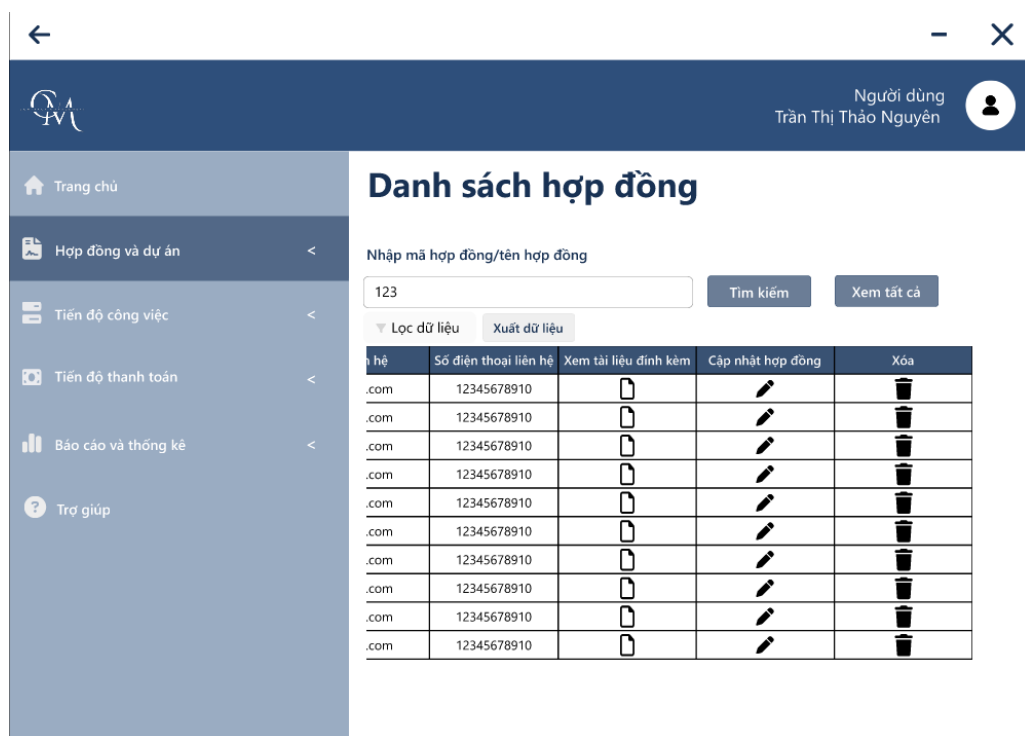 Người dùng
Trần Thị Thảo Nguyên
Trang chủ
Hợp đồng và dự án <
Tiến độ công việc <
Tiến độ thanh toán <
Báo cáo và thống kê <
? Trợ giúp
Danh sách hợp đồng
Nhập mã hợp đồng/tên hợp đồng
123 Tìm kiếm Xem tất cả
Lọc dữ liệu Xuất dữ liệu
hệ Số điện thoại liên hệ Xem tài liệu đính kèm Cập nhật hợp đồng Xóa
.com 12345678910
.com 12345678910
.com 12345678910
.com 12345678910
.com 12345678910
.com 12345678910
.com 12345678910
.com 12345678910
.com 12345678910
.com 12345678910